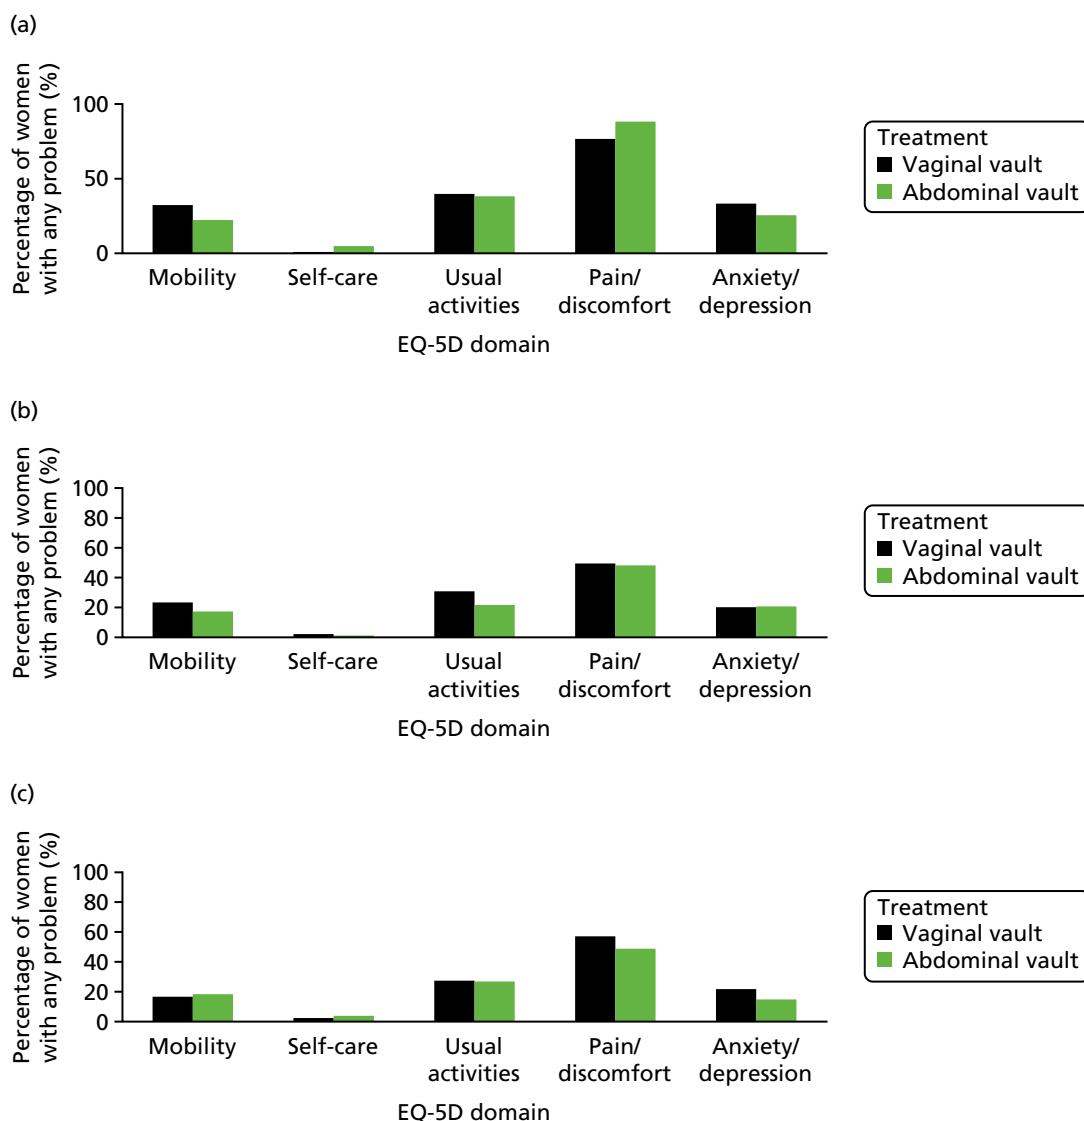 (a)
Percentage of women
with any problem (%)
100
50
0
Mobility
Self-care
Usual
activities
Pain/
discomfort
Anxiety/
depression
EQ-5D domain
Treatment
Vaginal vault
Abdominal vault
(b)
Percentage of women
with any problem (%)
100
80
60
40
20
0
Mobility
Self-care
Usual
activities
Pain/
discomfort
Anxiety/
depression
EQ-5D domain
Treatment
Vaginal vault
Abdominal vault
(c)
Percentage of women
with any problem (%)
100
80
60
40
20
0
Mobility
Self-care
Usual
activities
Pain/
discomfort
Anxiety/
depression
EQ-5D domain
Treatment
Vaginal vault
Abdominal vault